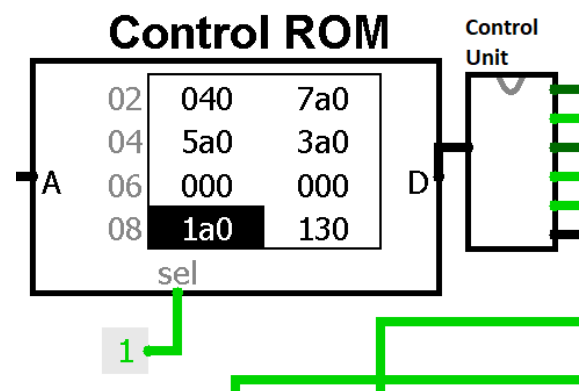 Control ROM
Control
Unit
02 040 7a0
04 5a0 3a0
A 06 000 000 D
08 1a0 130
sel
1